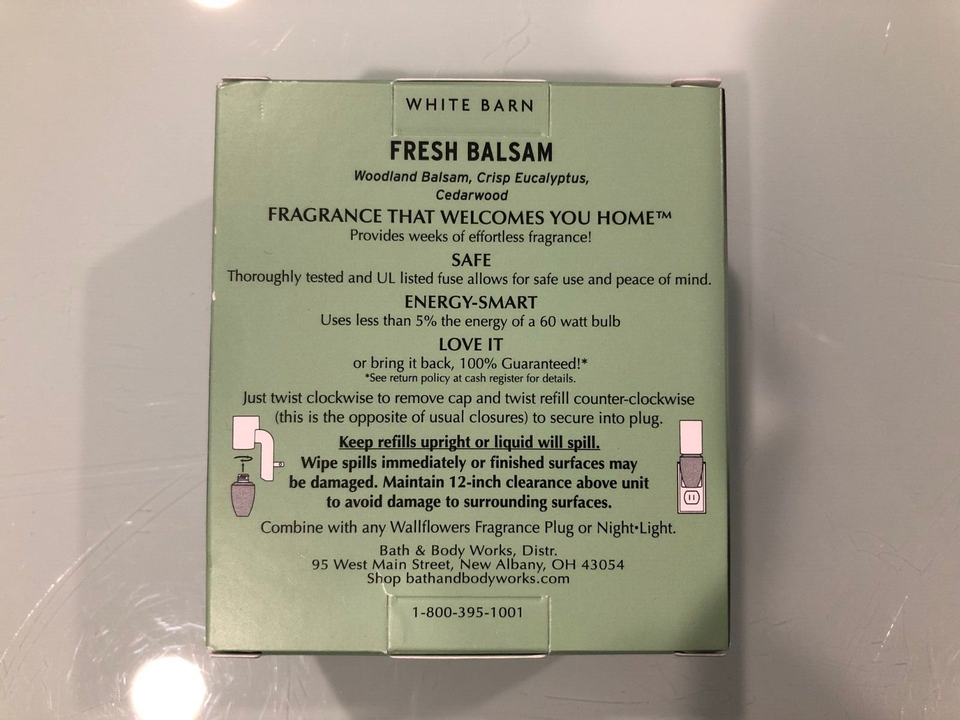 WHITE BARN
FRESH BALSAM
Woodland Balsam, Crisp Eucalyptus,
Cedarwood
FRAGRANCE THAT WELCOMES YOU HOME™
Provides weeks of effortless fragrance!
SAFE
Thoroughly tested and UL listed fuse allows for safe use and peace of mind.
ENERGY-SMART
Uses less than 5% the energy of a 60 watt bulb
LOVE IT
or bring it back, 100% Guaranteed!*
*See return policy at cash register for details.
Just twist clockwise to remove cap and twist refill counter-clockwise
(this is the opposite of usual closures) to secure into plug.
Keep refills upright or liquid will spill.
Wipe spills immediately or finished surfaces may
be damaged. Maintain 12-inch clearance above unit
to avoid damage to surrounding surfaces.
Combine with any Wallflowers Fragrance Plug or Night•Light.
Bath & Body Works, Distr.
95 West Main Street, New Albany, OH 43054
Shop bathandbodyworks.com
1-800-395-1001